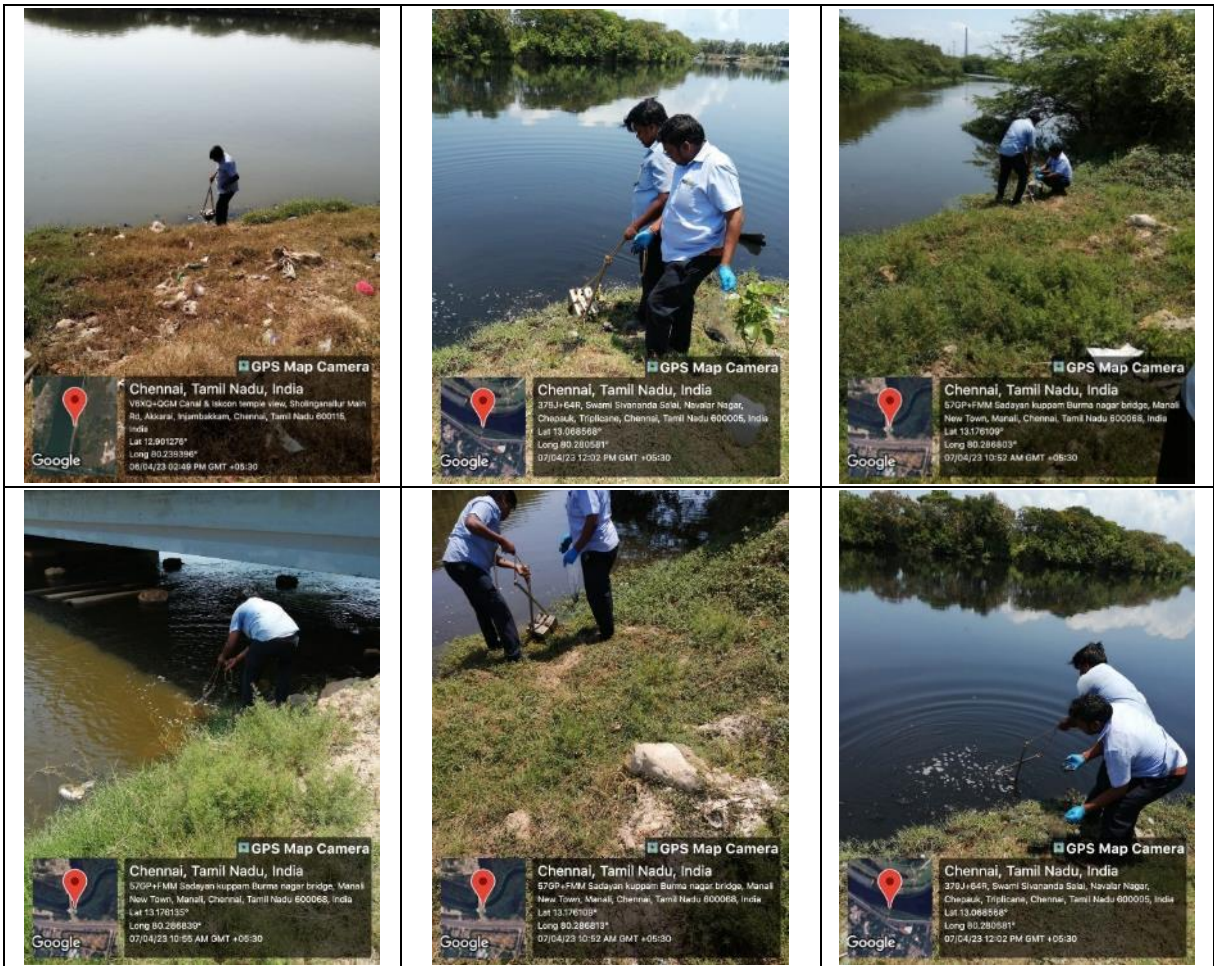 GPS Map Camera
Chennai, Tamil Nadu, India
V6XQ+QGM Canal & Iskcon temple view, Sholinganallur Main
Rd, Akkarai, Injambakkam, Chennai, Tamil Nadu 600115,
India
Lat 12.901276°
Long 80.239396°
06/04/23 02:49 PM GMT +05:30
Google
GPS Map Camera
Chennai, Tamil Nadu, India
379J+64R, Swami Sivananda Salai, Navalar Nagar,
Chepauk, Triplicane, Chennai, Tamil Nadu 600005, India
Lat 13.068568°
Long 80.280581°
07/04/23 12:02 PM GMT +05:30
Google
GPS Map Camera
Chennai, Tamil Nadu, India
57GP+FMM Sadayan kuppam Burma nagar bridge, Manali
New Town, Manali, Chennai, Tamil Nadu 600068, India
Lat 13.176109°
Long 80.286803°
07/04/23 10:52 AM GMT +05:30
Google
GPS Map Camera
Chennai, Tamil Nadu, India
57GP+FMM Sadayan kuppam Burma nagar bridge, Manali
New Town, Manali, Chennai, Tamil Nadu 600068, India
Lat 13.176135°
Long 80.286839°
07/04/23 10:55 AM GMT +05:30
Google
GPS Map Camera
Chennai, Tamil Nadu, India
57GP+FMM Sadayan kuppam Burma nagar bridge, Manali
New Town, Manali, Chennai, Tamil Nadu 600068, India
Lat 13.176109°
Long 80.286813°
07/04/23 10:52 AM GMT +05:30
Google
GPS Map Camera
Chennai, Tamil Nadu, India
379J+64R, Swami Sivananda Salai, Navalar Nagar,
Chepauk, Triplicane, Chennai, Tamil Nadu 600005, India
Lat 13.068568°
Long 80.280581°
07/04/23 12:02 PM GMT +05:30
Google